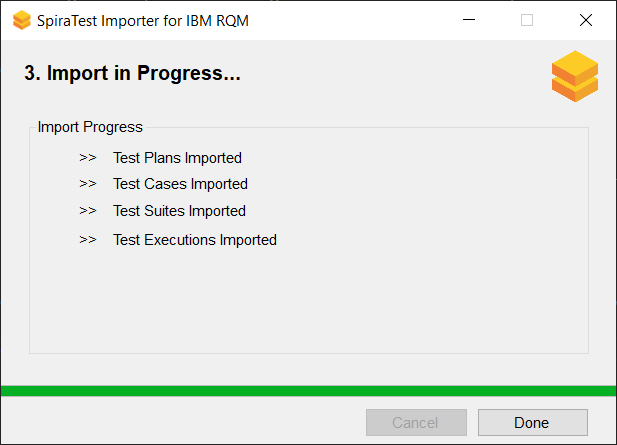 SpiraTest Importer for IBM RQM
3. Import in Progress...
Import Progress
>> Test Plans Imported
>> Test Cases Imported
>> Test Suites Imported
>> Test Executions Imported
Cancel Done